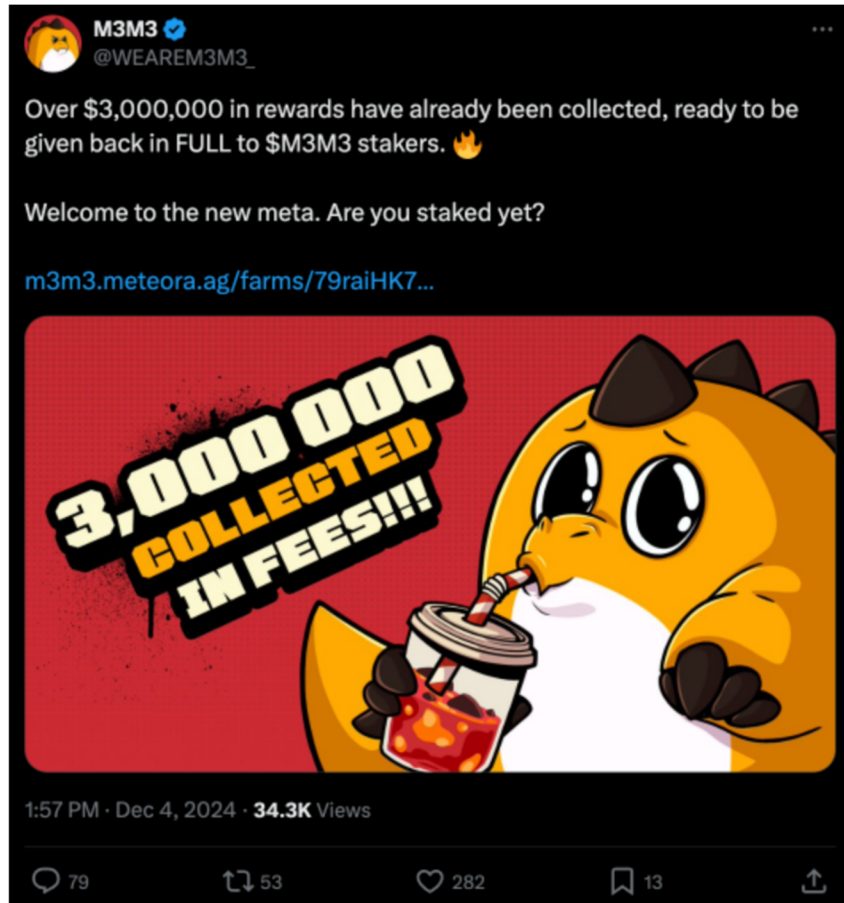 M3M3
@WEAREM3M3_
Over $3,000,000 in rewards have already been collected, ready to be
given back in FULL to $M3M3 stakers. 🔥
Welcome to the new meta. Are you staked yet?
m3m3.meteora.ag/farms/79raiHK7...
3,000 000
COLLECTED
IN FEES!!!
1:57 PM · Dec 4, 2024 · 34.3K Views
79 53 282 13